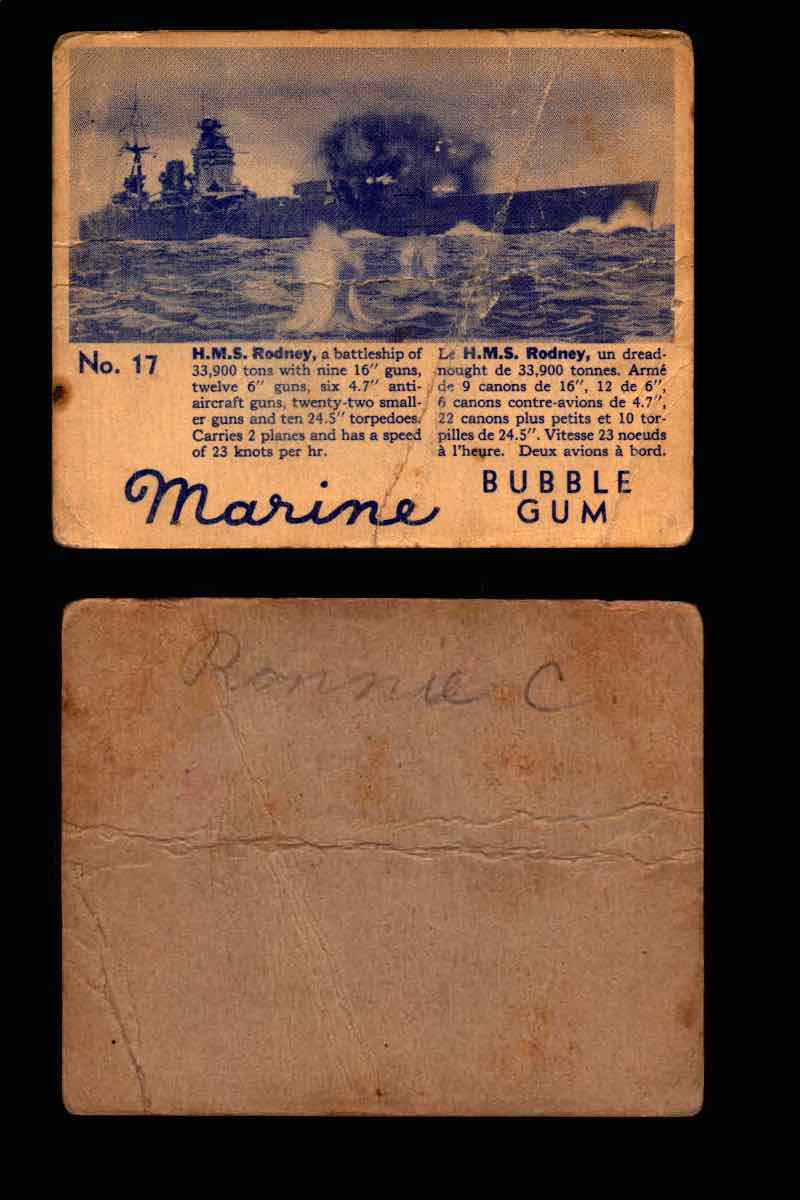 No. 17
H.M.S. Rodney, a battleship of
33,900 tons with nine 16″ guns,
twelve 6″ guns, six 4.7″ anti-
aircraft guns, twenty-two small-
er guns and ten 24.5″ torpedoes.
Carries 2 planes and has a speed
of 23 knots per hr.
Le H.M.S. Rodney, un dread-
nought de 33,900 tonnes. Armé
de 9 canons de 16″, 12 de 6″,
6 canons contre-avions de 4.7″,
22 canons plus petits et 10 tor-
pilles de 24.5″. Vitesse 23 noeuds
à l'heure. Deux avions à bord.
Marine
BUBBLE
GUM
Ronnie C